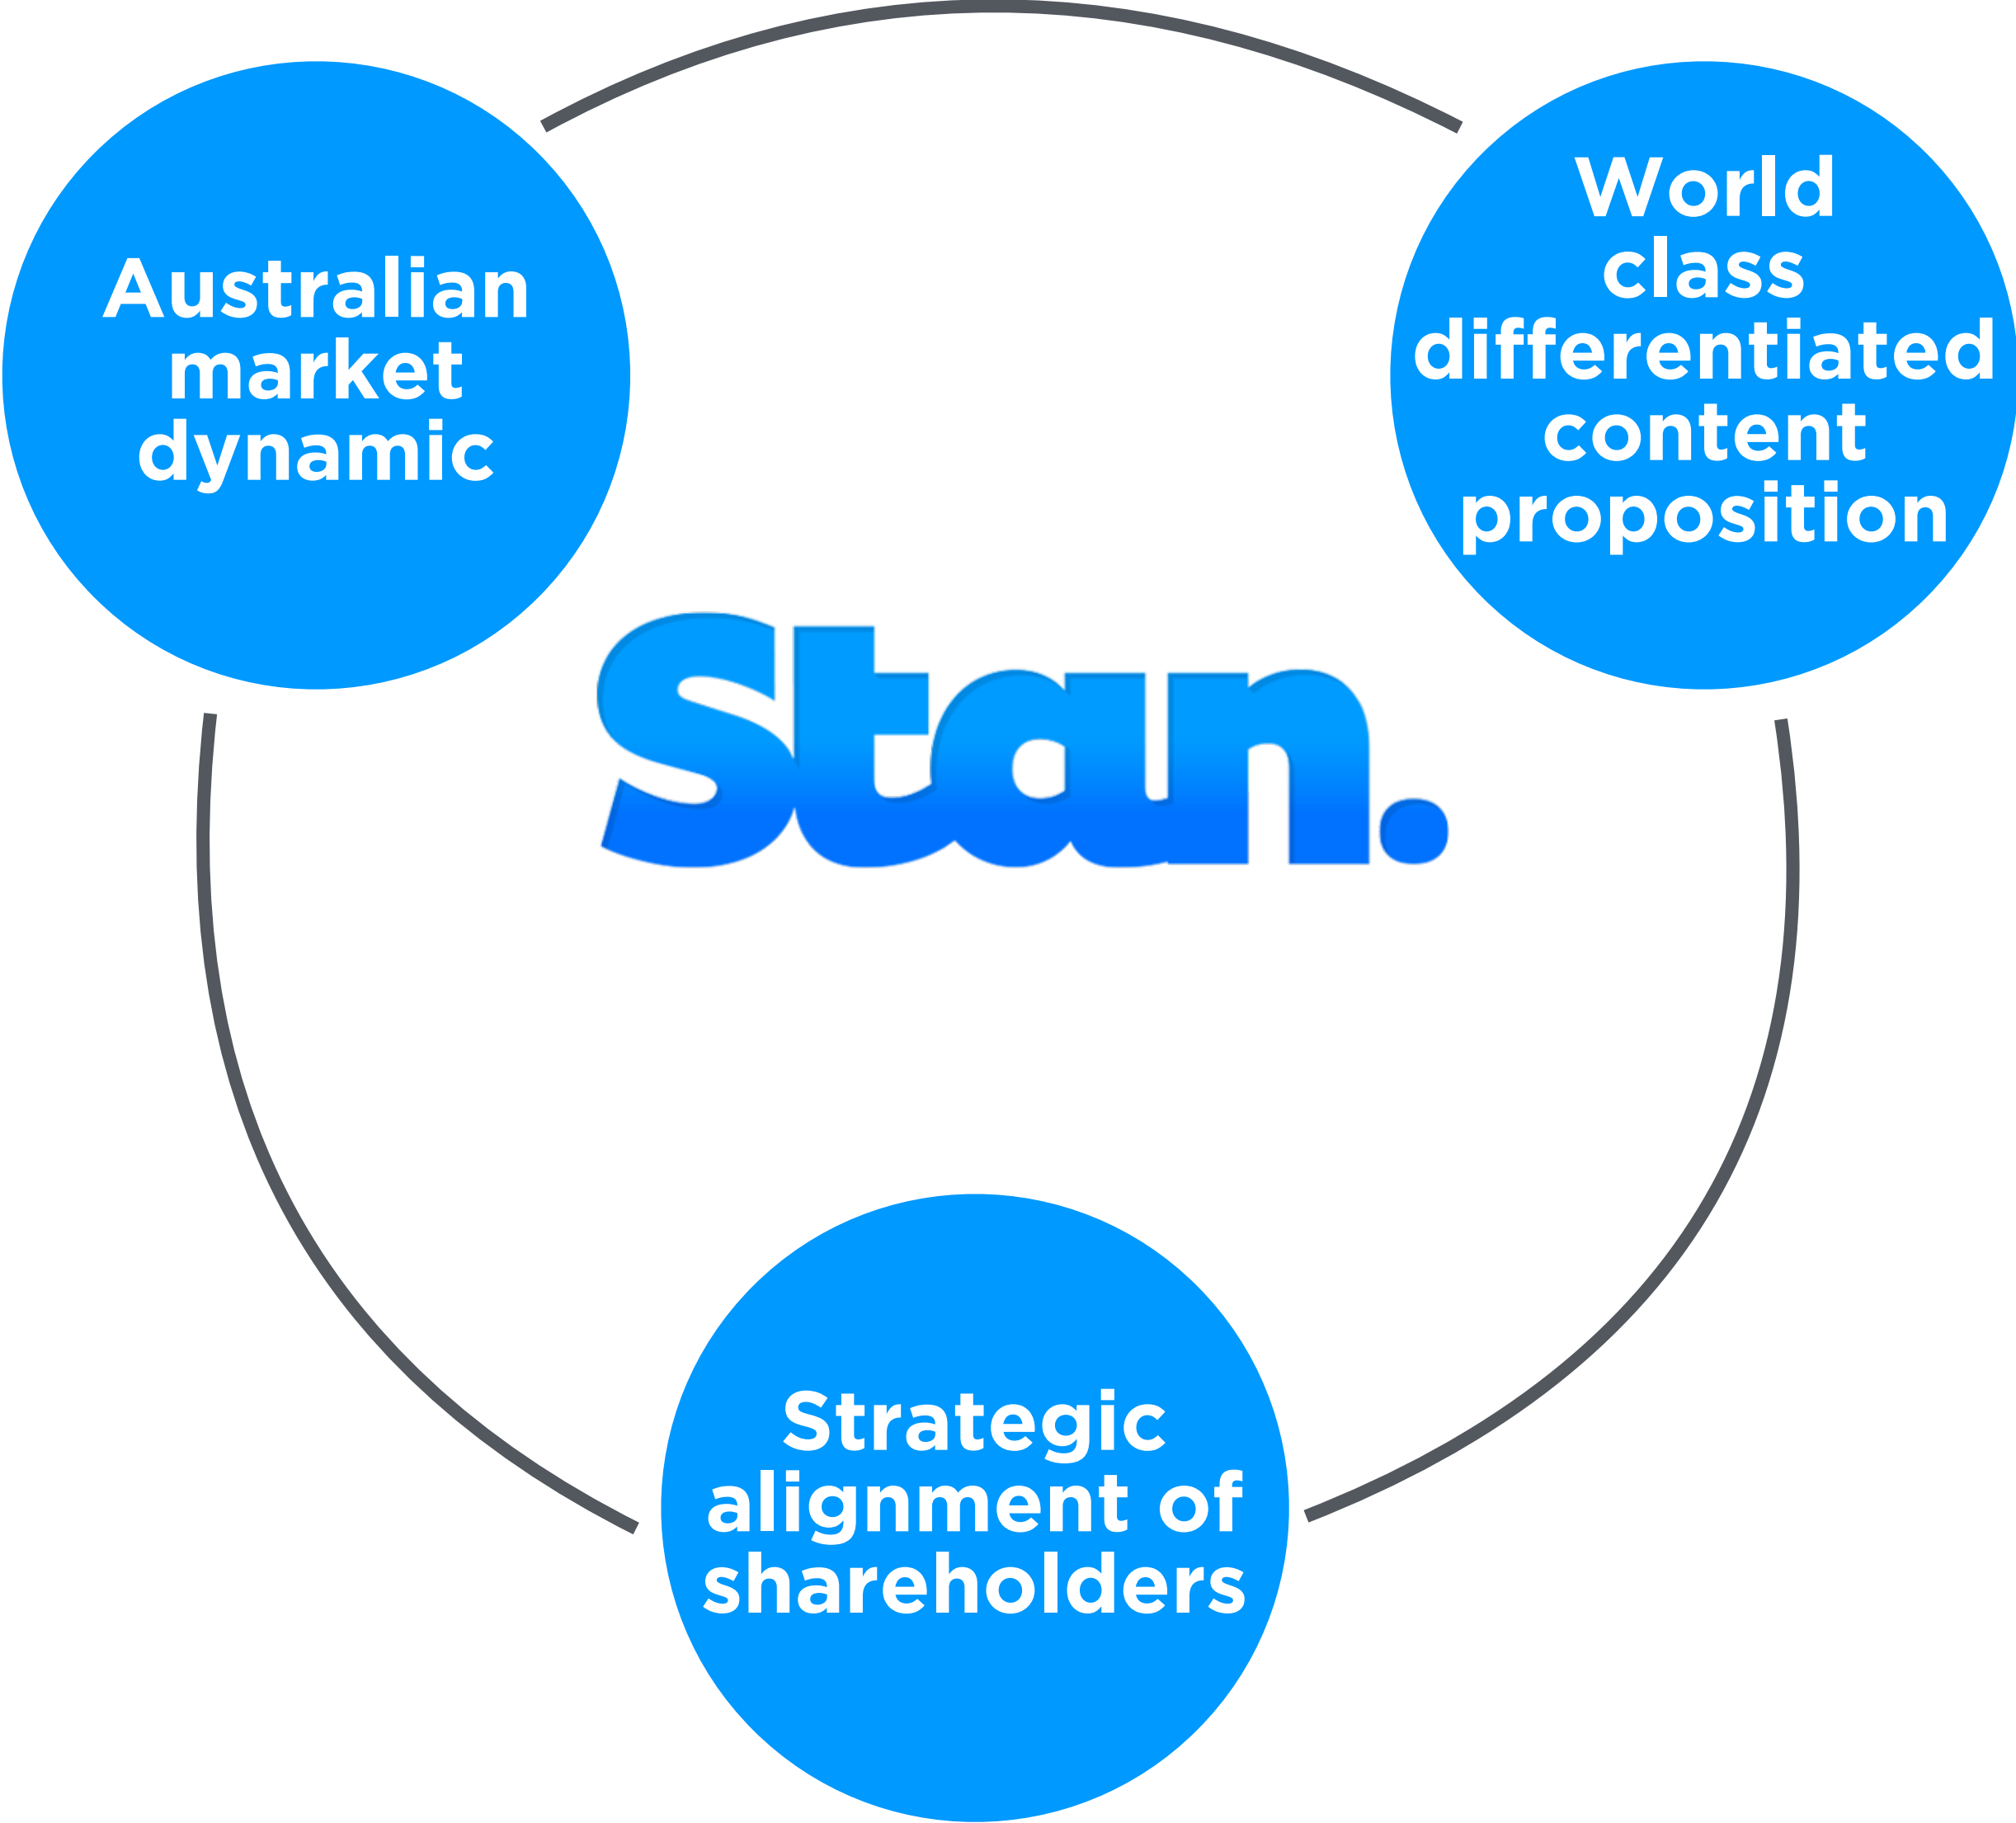 Australian
market
dynamic
World
class
differentiated
content
proposition
Stan.
Strategic
alignment of
shareholders